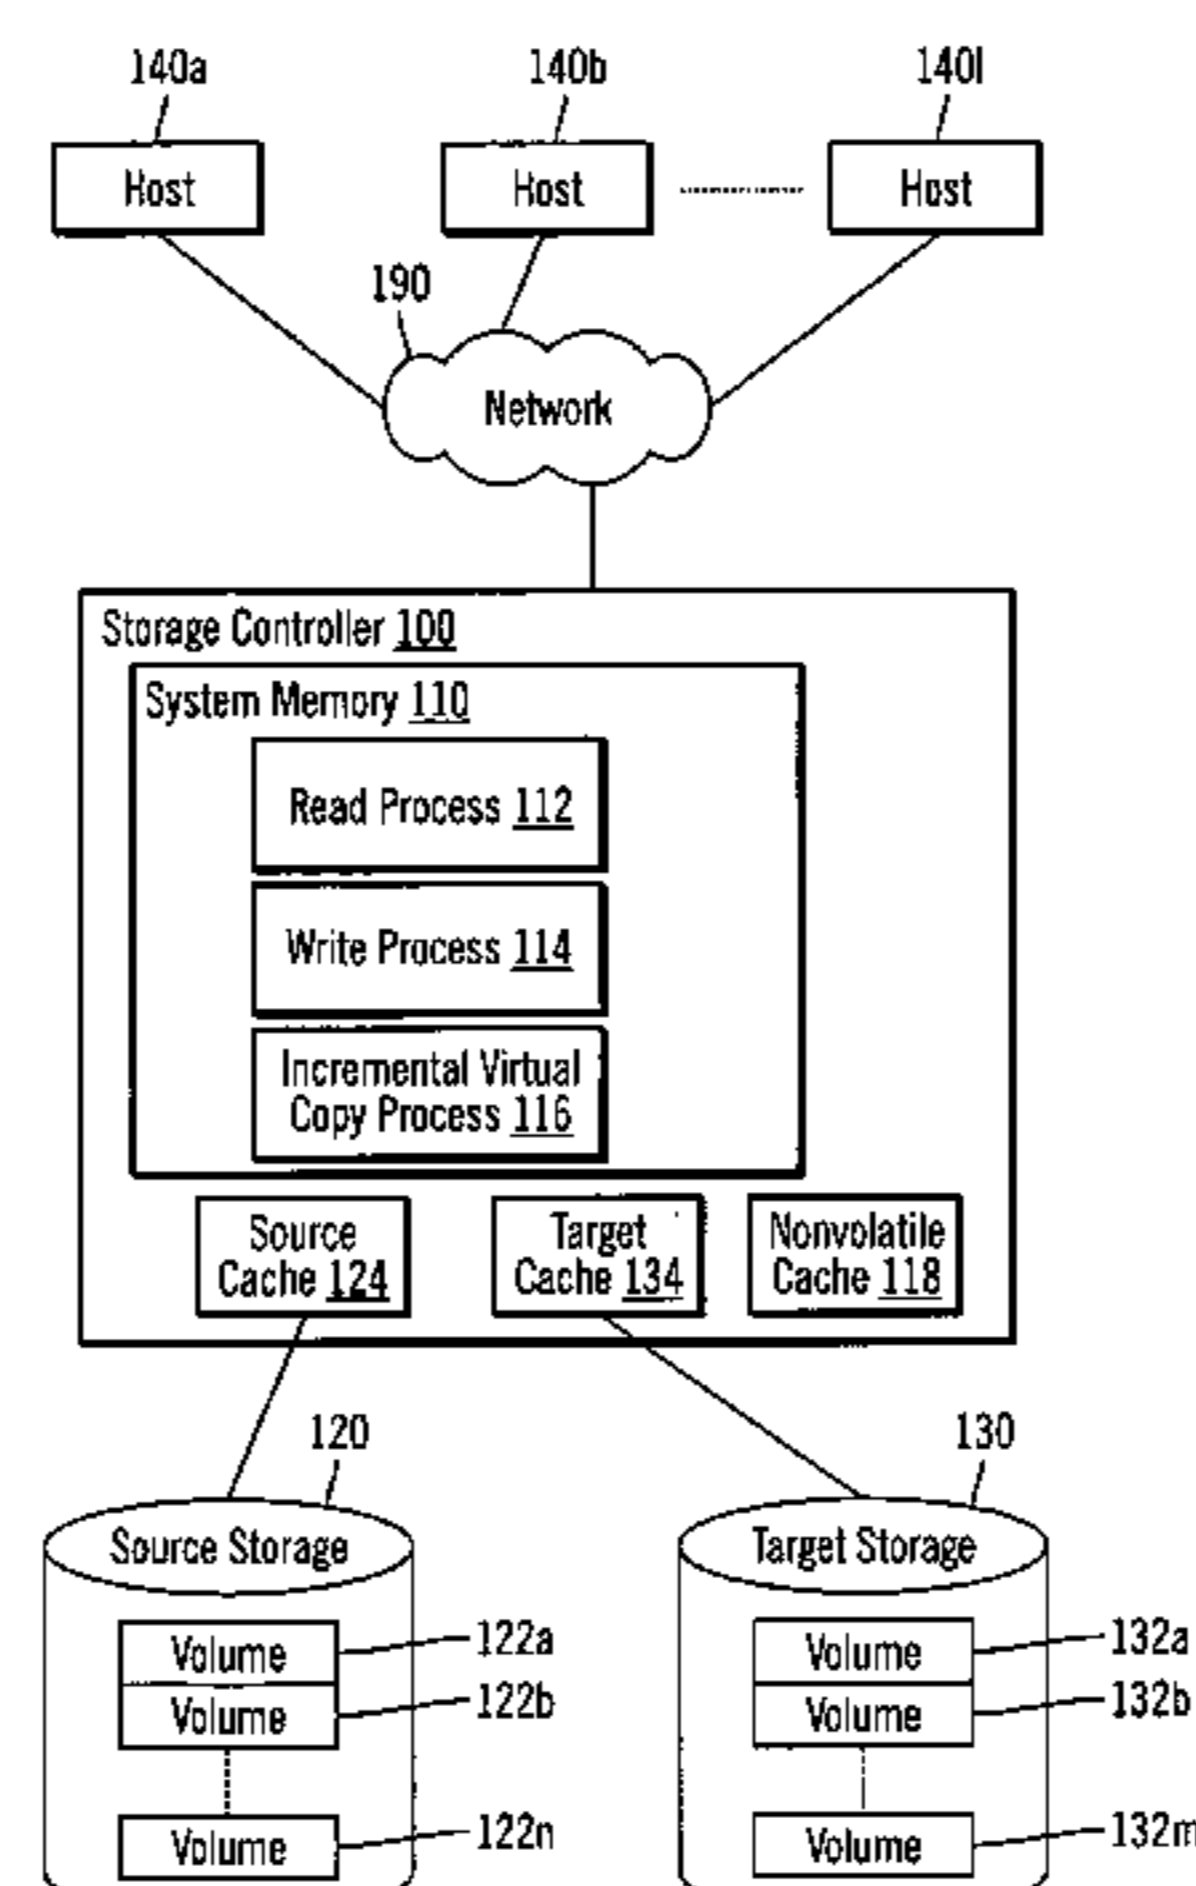 140a 140b 140l
Host Host Host
190
Network
Storage Controller 100
System Memory 110
Read Process 112
Write Process 114
Incremental Virtual
Copy Process 116
Source
Cache 124
Target
Cache 134
Nonvolatile
Cache 118
120 130
Source Storage Target Storage
Volume 122a Volume 132a
Volume 122b Volume 132b
Volume 122n Volume 132m